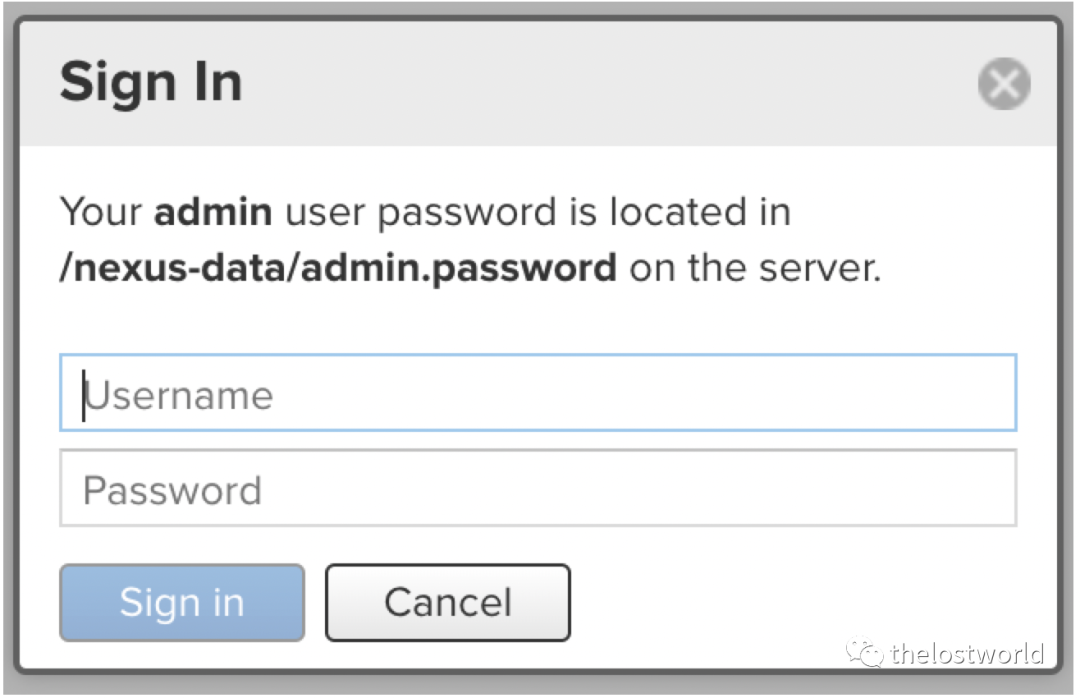 Sign In
Your admin user password is located in
/nexus-data/admin.password on the server.
Username
Password
Sign in
Cancel
thelostworld